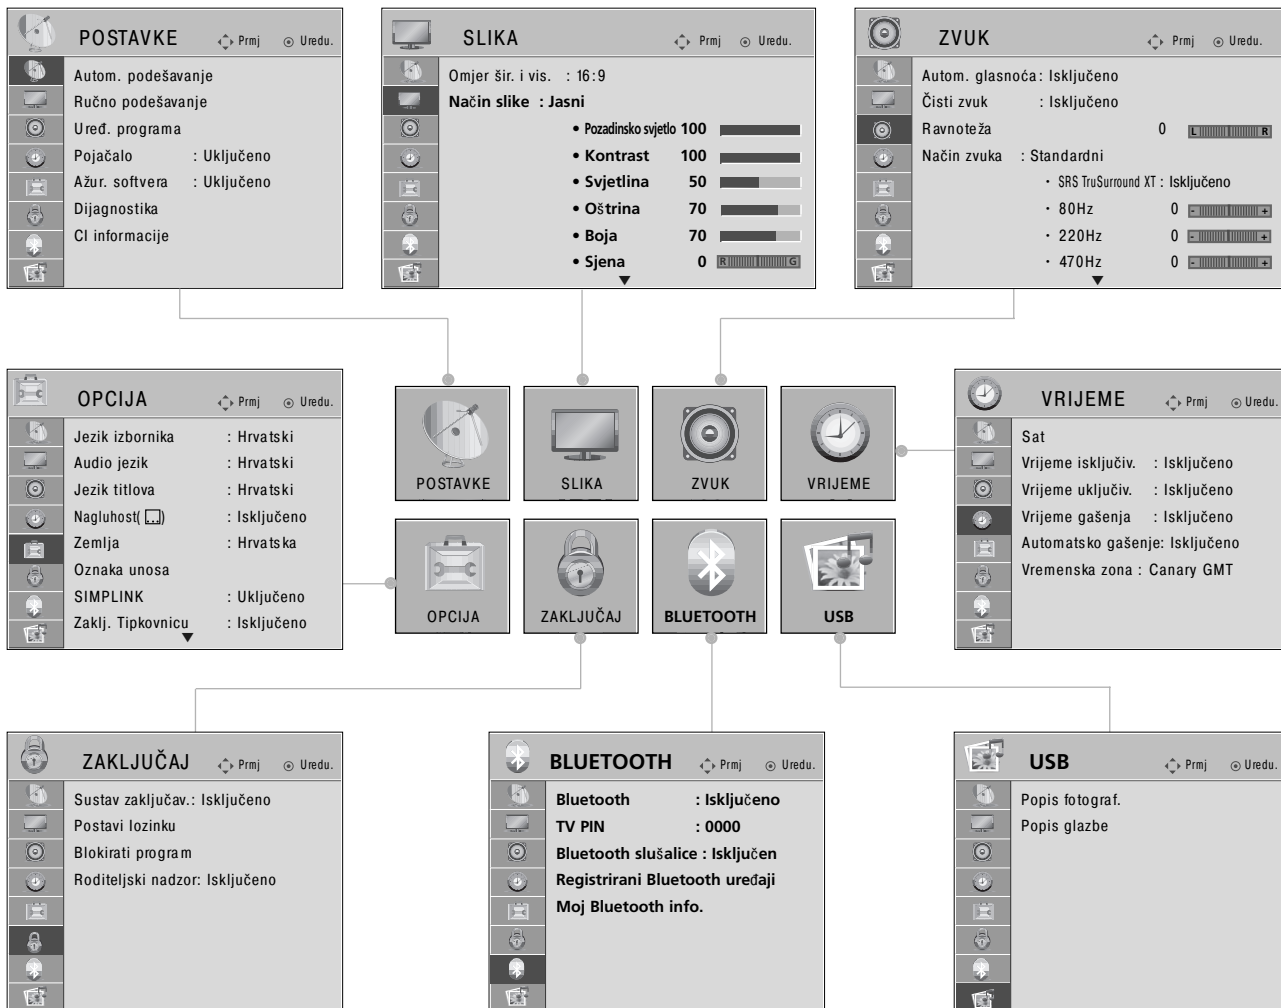 POSTAVKE Prmj Uredu.
Autom. podešavanje
Ručno podešavanje
Uređ. programa
Pojačalo : Uključeno
Ažur. softvera : Uključeno
Dijagnostika
CI informacije
SLIKA Prmj Uredu.
Omjer šir. i vis. : 16:9
Način slike : Jasni
• Pozadinsko svjetlo 100
• Kontrast 100
• Svjetlina 50
• Oštrina 70
• Boja 70
• Sjena 0 R G
ZVUK Prmj Uredu.
Autom. glasnoća : Isključeno
Čisti zvuk : Isključeno
Ravnoteža 0 L R
Način zvuka : Standardni
• SRS TruSurround XT : Isključeno
• 80Hz 0 - +
• 220Hz 0 - +
• 470Hz 0 - +
OPCIJA Prmj Uredu.
Jezik izbornika : Hrvatski
Audio jezik : Hrvatski
Jezik titlova : Hrvatski
Nagluhost( ) : Isključeno
Zemlja : Hrvatska
Oznaka unosa
SIMPLINK : Uključeno
Zaklj. Tipkovnicu : Isključeno
POSTAVKE
SLIKA
ZVUK
VRIJEME
OPCIJA
ZAKLJUČAJ
BLUETOOTH
USB
VRIJEME Prmj Uredu.
Sat
Vrijeme isključiv. : Isključeno
Vrijeme uključiv. : Isključeno
Vrijeme gašenja : Isključeno
Automatsko gašenje: Isključeno
Vremenska zona : Canary GMT
ZAKLJUČAJ Prmj Uredu.
Sustav zaključav.: Isključeno
Postavi lozinku
Blokirati program
Roditeljski nadzor: Isključeno
BLUETOOTH Prmj Uredu.
Bluetooth : Isključeno
TV PIN : 0000
Bluetooth slušalice : Isključen
Registrirani Bluetooth uređaji
Moj Bluetooth info.
USB Prmj Uredu.
Popis fotograf.
Popis glazbe